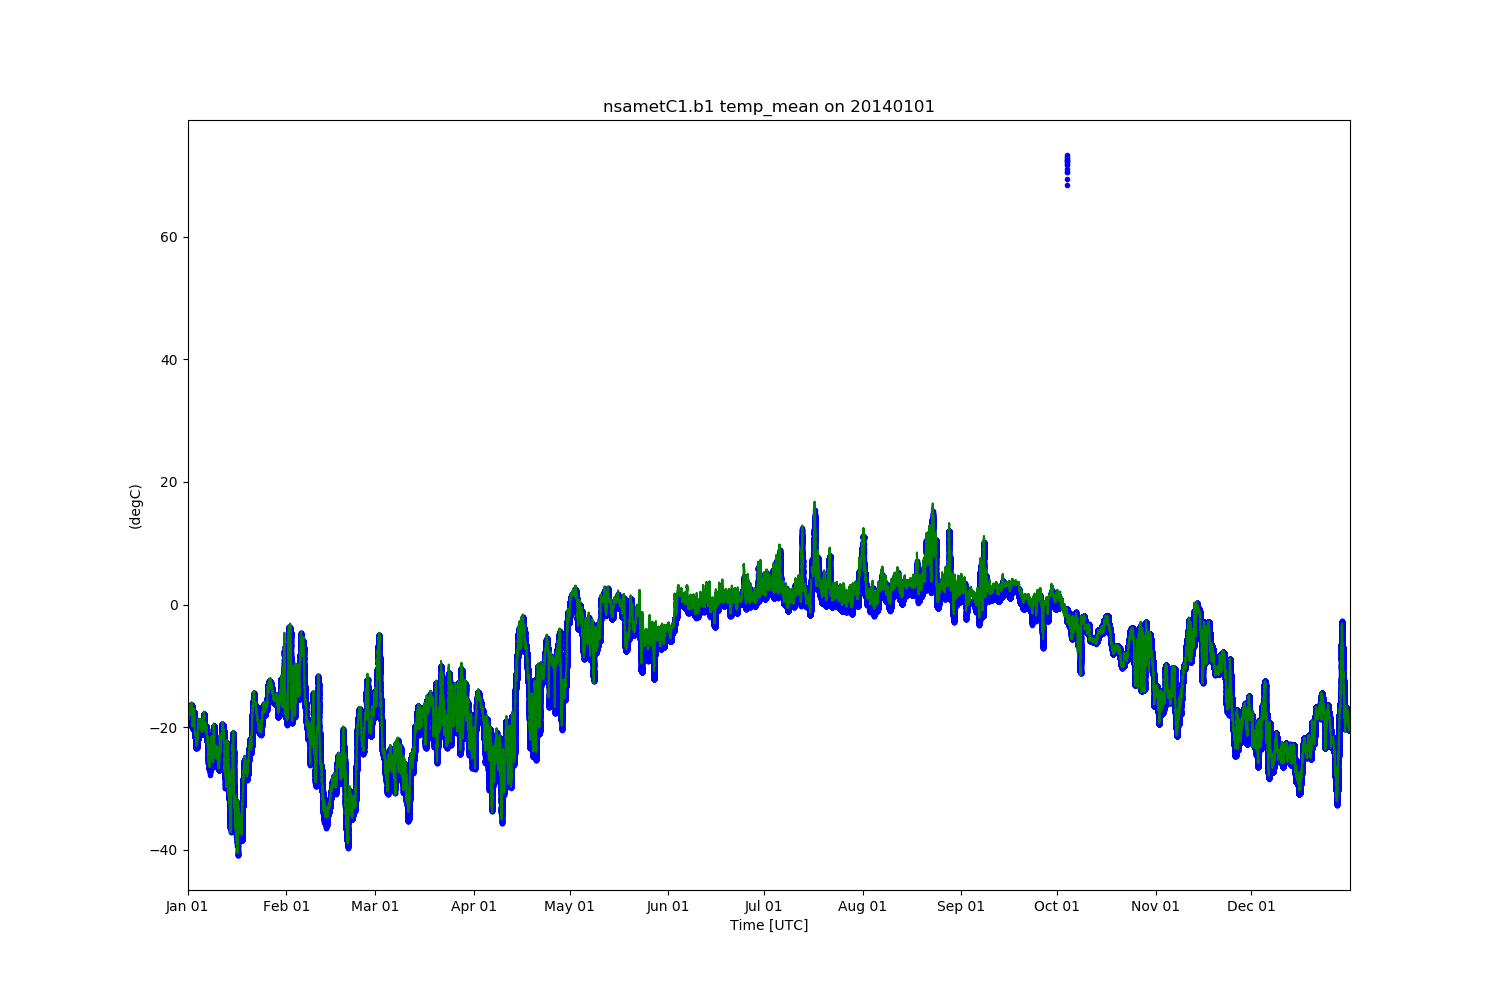 nsametC1.b1 temp_mean on 20140101
60
40
20
0
−20
−40
(degC)
Jan 01 Feb 01 Mar 01 Apr 01 May 01 Jun 01 Jul 01 Aug 01 Sep 01 Oct 01 Nov 01 Dec 01
Time [UTC]